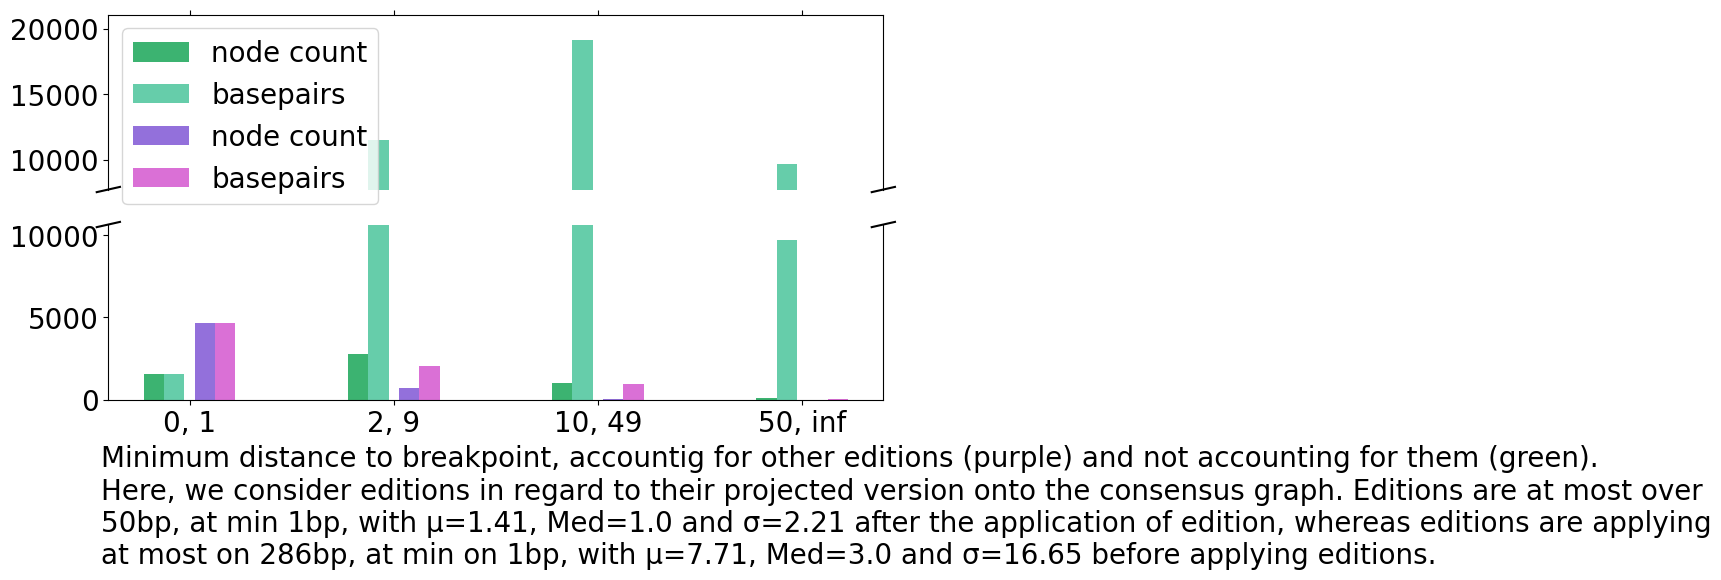 20000
15000
10000
node count
basepairs
node count
basepairs
10000
5000
0
0, 1
2, 9
10, 49
50, inf
Minimum distance to breakpoint, accountig for other editions (purple) and not accounting for them (green).
Here, we consider editions in regard to their projected version onto the consensus graph. Editions are at most over
50bp, at min 1bp, with μ=1.41, Med=1.0 and σ=2.21 after the application of edition, whereas editions are applying
at most on 286bp, at min on 1bp, with μ=7.71, Med=3.0 and σ=16.65 before applying editions.